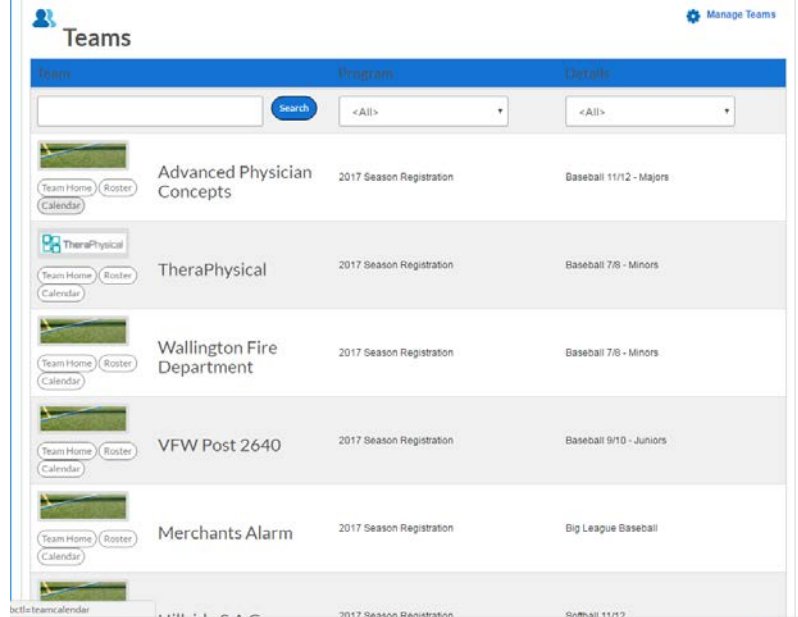 Manage Teams
Teams
Team Program Details
Search <All> <All>
Team Home Roster
Calendar
Advanced Physician
Concepts
2017 Season Registration
Baseball 11/12 - Majors
TheraPhysical
Team Home Roster
Calendar
TheraPhysical
2017 Season Registration
Baseball 7/8 - Minors
Team Home Roster
Calendar
Wallington Fire
Department
2017 Season Registration
Baseball 7/8 - Minors
Team Home Roster
Calendar
VFW Post 2640
2017 Season Registration
Baseball 9/10 - Juniors
Team Home Roster
Calendar
Merchants Alarm
2017 Season Registration
Big League Baseball
2017 Season Registration
Softball 11/12
bctl=teamcalendar